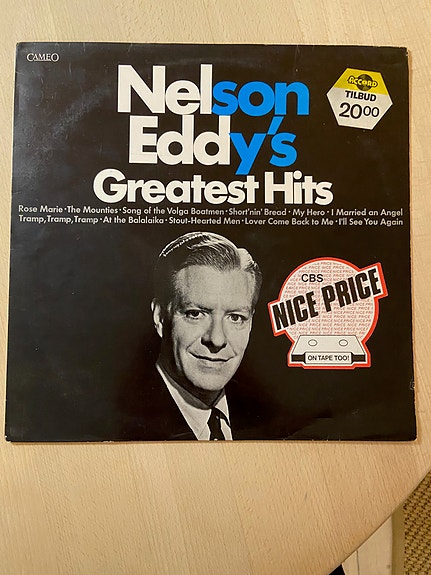 CAMEO
Nelson
Eddy's
Greatest Hits
Rose Marie · The Mounties · Song of the Volga Boatmen · Short'nin' Bread · My Hero · I Married an Angel
Tramp, Tramp, Tramp · At the Balalaika · Stout-Hearted Men · Lover Come Back to Me · I'll See You Again
ACCORD
TILBUD
20.00
CBS
NICE PRICE
ON TAPE TOO!